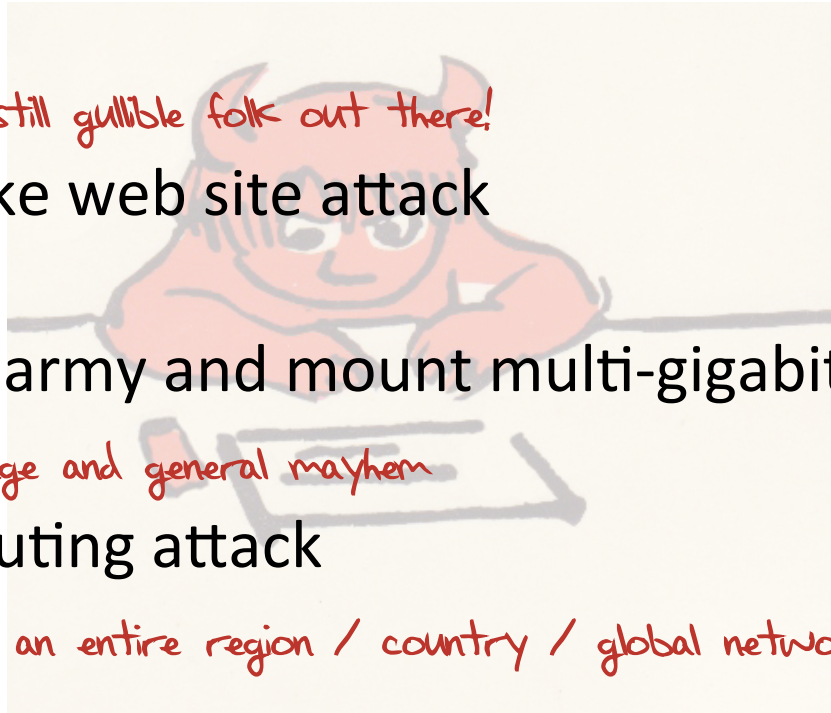 still gullible folk out there!
ke web site attack
army and mount multi-gigabit
ge and general mayhem
uting attack
an entire region / country / global netwo